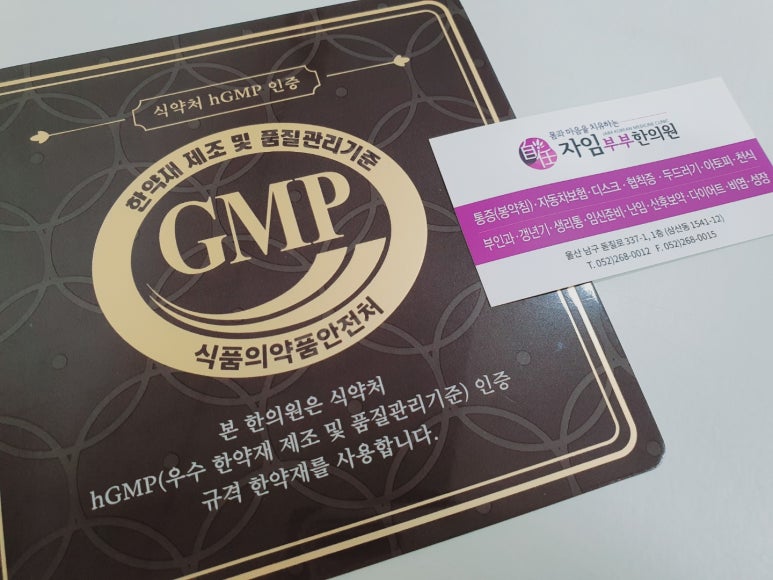 식약처 hGMP 인증
한약재 제조 및 품질관리기준
GMP
식품의약품안전처
본 한의원은 식약처
hGMP(우수 한약재 제조 및 품질관리기준) 인증
규격 한약재를 사용합니다.
몸과 마음을 치유하는
JAIM KOREAN MEDICINE CLINIC
自任 자임부부한의원
통증(봉약침)·자동차보험·디스크·협착증·두드러기·아토피·천식
부인과·갱년기·생리통·임신준비·난임·산후보약·다이어트·비염·성장
울산 남구 돋질로 337-1, 1층 (삼산동 1541-12)
T. 052)268-0012 F. 052)268-0015